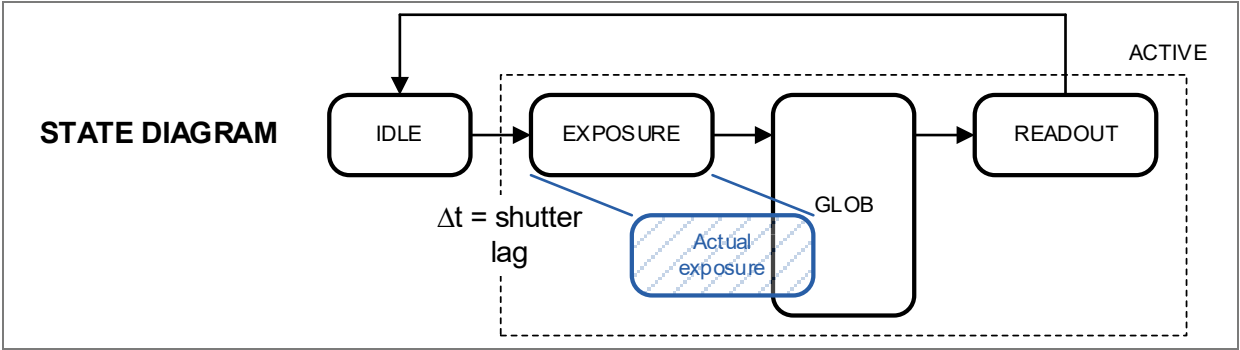 ACTIVE
STATE DIAGRAM
IDLE
EXPOSURE
READOUT
GLOB
Δt = shutter
lag
Actual
exposure